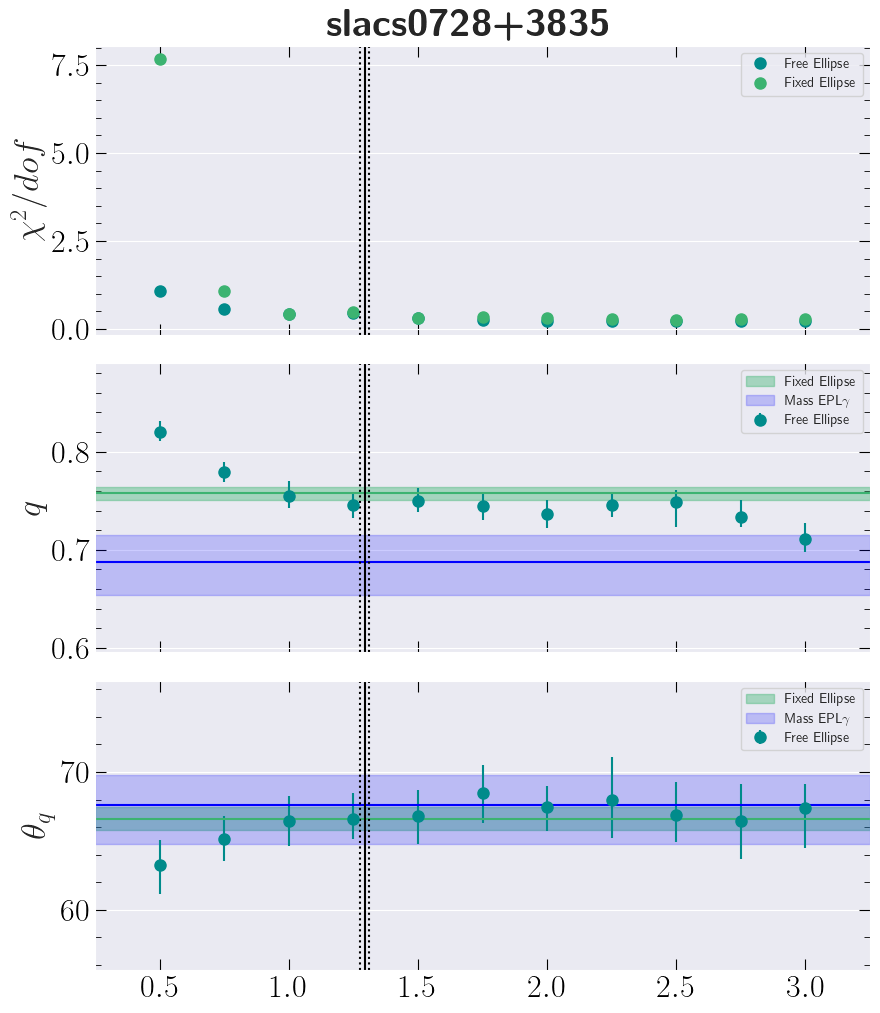 slacs0728+3835
χ²/dof
7.5
5.0
2.5
0.0
Free Ellipse
Fixed Ellipse
q
0.8
0.7
0.6
Fixed Ellipse
Mass EPLγ
Free Ellipse
θq
70
60
Fixed Ellipse
Mass EPLγ
Free Ellipse
0.5 1.0 1.5 2.0 2.5 3.0